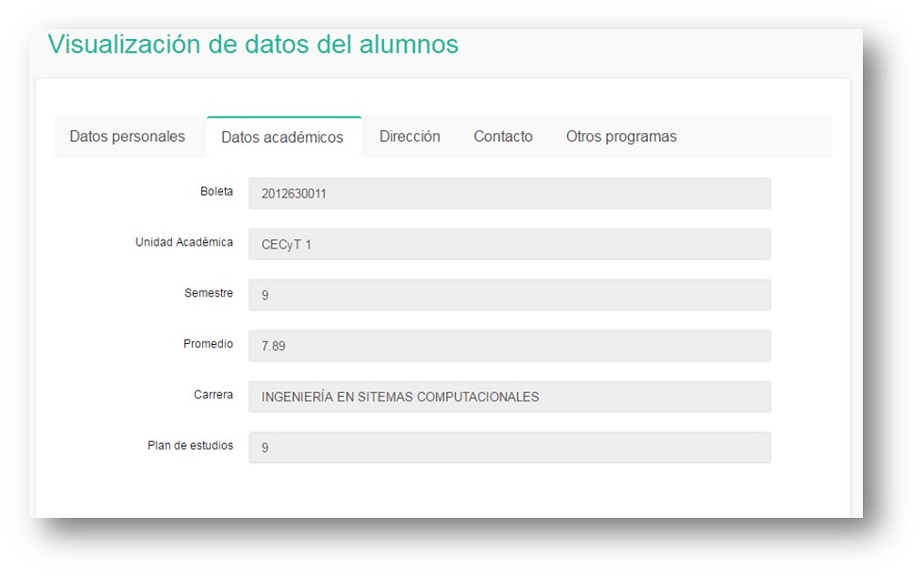 Visualización de datos del alumnos
Datos personales Datos académicos Dirección Contacto Otros programas
Boleta 2012630011
Unidad Académica CECyT 1
Semestre 9
Promedio 7.89
Carrera INGENIERÍA EN SITEMAS COMPUTACIONALES
Plan de estudios 9